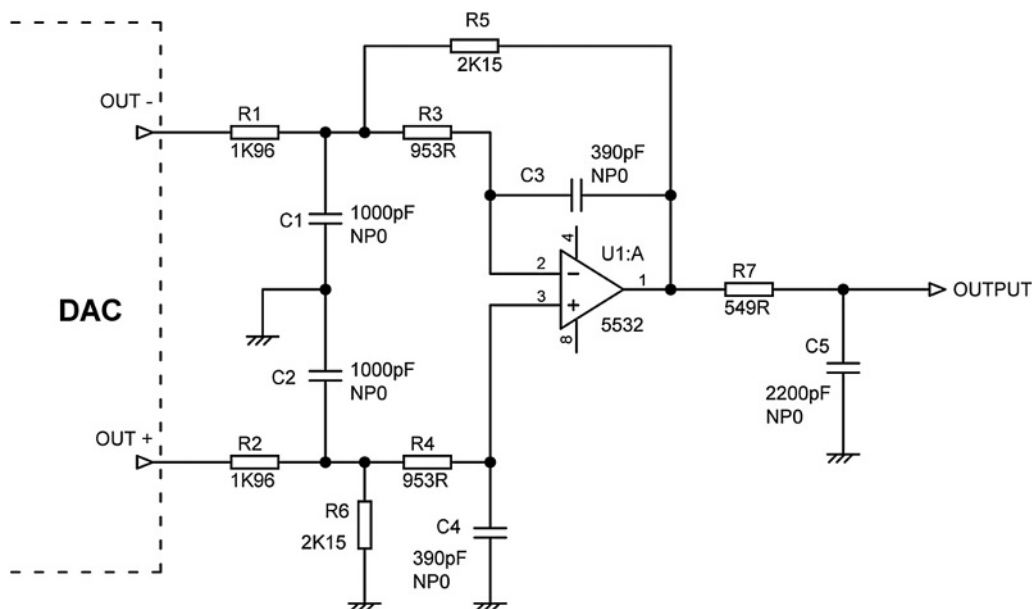 R5
2K15
OUT -
R1
1K96
R3
953R
390pF
NP0
C3
C1
1000pF
NP0
4
U1:A
2
3
1
8
5532
R7
549R
OUTPUT
DAC
C2
1000pF
NP0
C5
2200pF
NP0
OUT +
R2
1K96
R4
953R
R6
2K15
C4
390pF
NP0